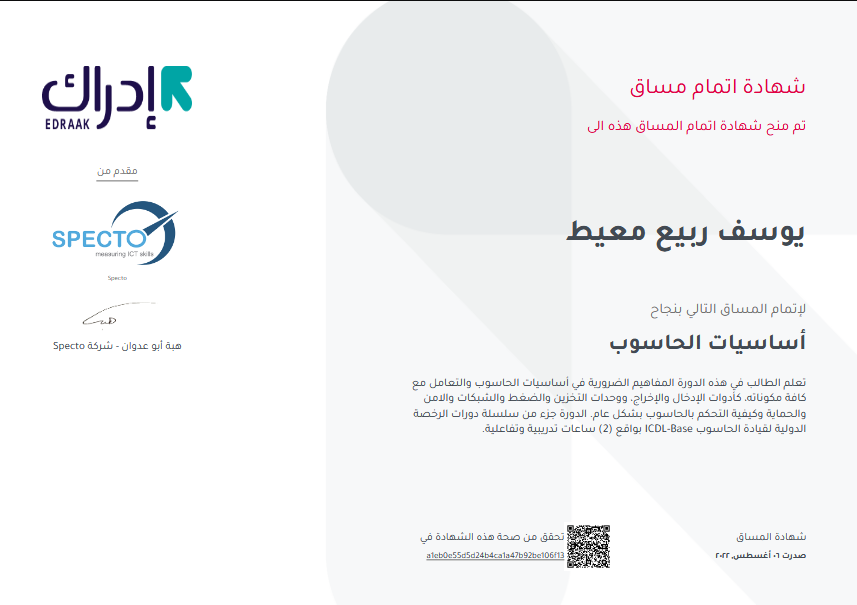 شهادة اتمام مساق
تم منح شهادة اتمام المساق هذه الى
يوسف ربيع معيط
لإتمام المساق التالي بنجاح
أساسيات الحاسوب
تعلم الطالب في هذه الدورة المفاهيم الضرورية في أساسيات الحاسوب والتعامل مع
كافة مكوناته، كأدوات الإدخال والإخراج، ووحدات التخزين والضغط والشبكات والامن
والحماية وكيفية التحكم بالحاسوب بشكل عام. الدورة جزء من سلسلة دورات الرخصة
الدولية لقيادة الحاسوب ICDL-Base بواقع (2) ساعات تدريبية وتفاعلية.
شهادة المساق
صدرت ٠٦ أغسطس, ٢٠٢٢
تحقق من صحة هذه الشهادة في
a1eb0e55d5d24b4ca1a47b92be106f13
إدراك
EDRAAK
مقدم من
SPECTO
measuring ICT skills
Specto
هبة
هبة أبو عدوان - شركة Specto